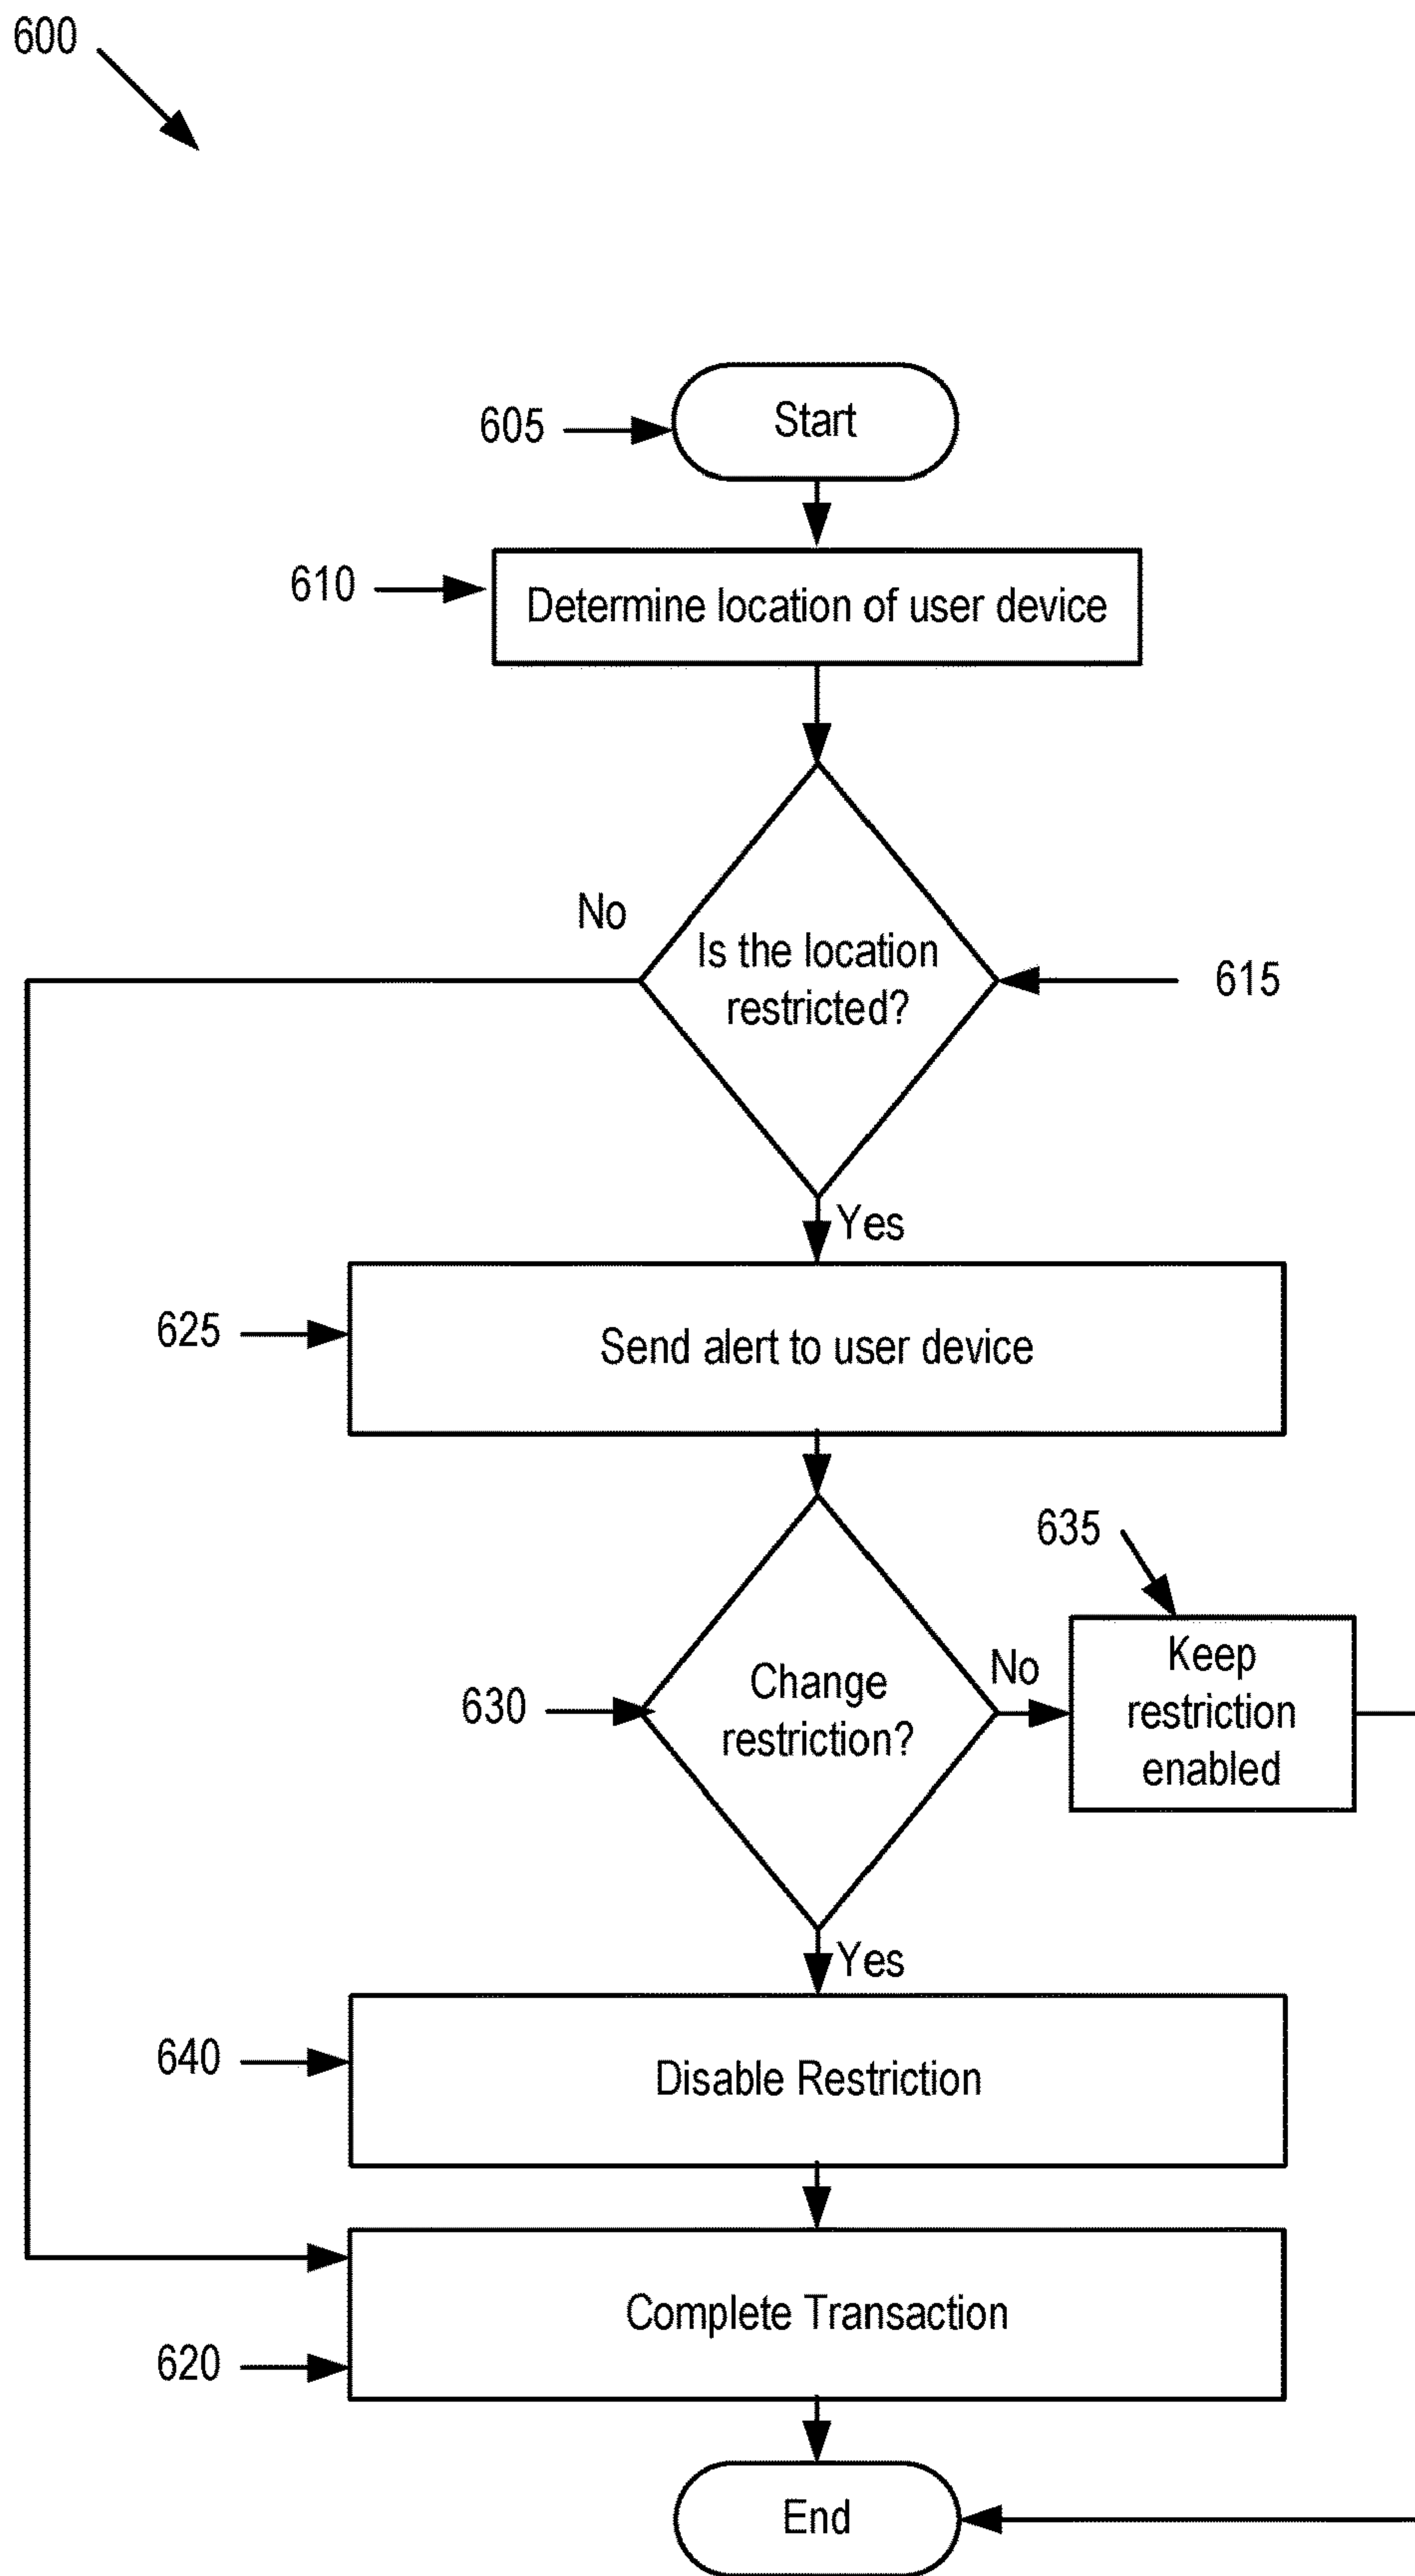 600
605
Start
610
Determine location of user device
No
Is the location
restricted?
615
Yes
625
Send alert to user device
635
630
Change
restriction?
No
Keep
restriction
enabled
Yes
640
Disable Restriction
Complete Transaction
620
End